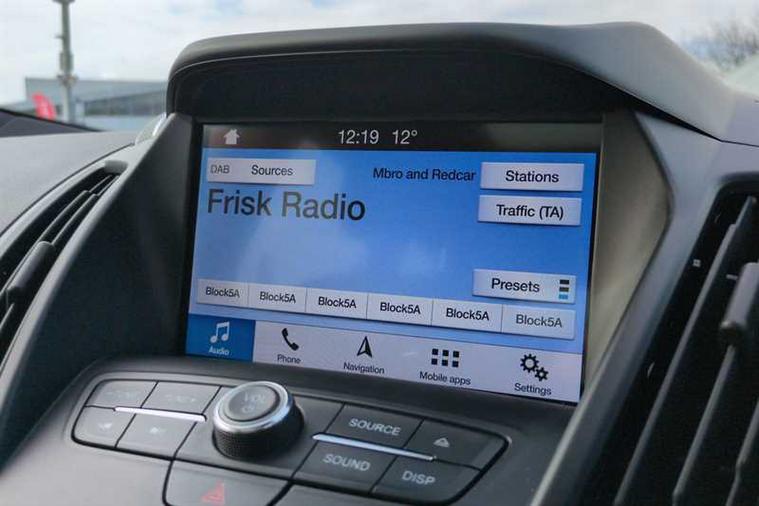 12:19 12°
DAB Sources
Mbro and Redcar
Stations
Frisk Radio
Traffic (TA)
Presets
Block5A Block5A Block5A Block5A Block5A Block5A
Audio
Phone
Navigation
Mobile apps
Settings
VOL
SOURCE
SOUND
DISP